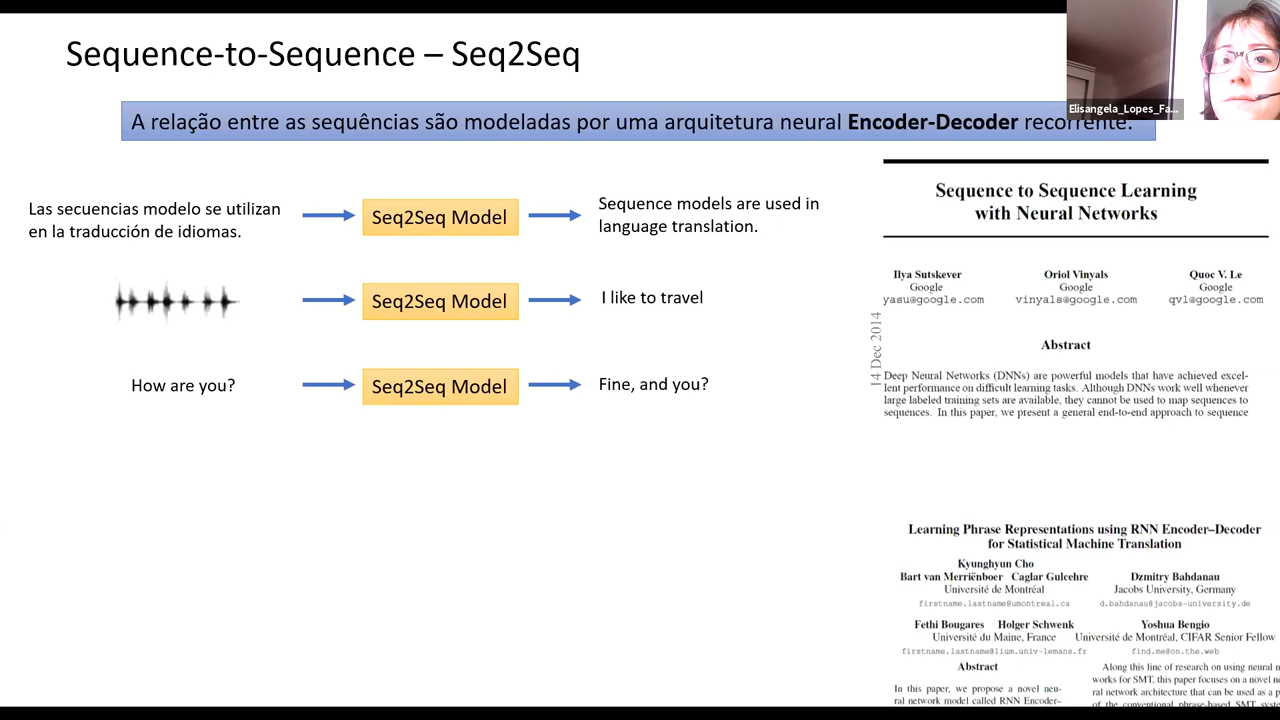 Sequence-to-Sequence – Seq2Seq
Elisangela_Lopes_Fa...
A relação entre as sequências são modeladas por uma arquitetura neural Encoder-Decoder recorrente.
Las secuencias modelo se utilizan
en la traducción de idiomas.
Seq2Seq Model
Sequence models are used in
language translation.
Seq2Seq Model
I like to travel
How are you?
Seq2Seq Model
Fine, and you?
Sequence to Sequence Learning
with Neural Networks
Ilya Sutskever
Google
yasu@google.com
Oriol Vinyals
Google
vinyals@google.com
Quoc V. Le
Google
qvl@google.com
14 Dec 2014
Abstract
Deep Neural Networks (DNNs) are powerful models that have achieved excel-
lent performance on difficult learning tasks. Although DNNs work well whenever
large labeled training sets are available, they cannot be used to map sequences to
sequences. In this paper, we present a general end-to-end approach to sequence
Learning Phrase Representations using RNN Encoder–Decoder
for Statistical Machine Translation
Kyunghyun Cho
Bart van Merriënboer Caglar Gulcehre
Université de Montréal
firstname.lastname@umontreal.ca
Dzmitry Bahdanau
Jacobs University, Germany
d.bahdanau@jacobs-university.de
Fethi Bougares Holger Schwenk
Université du Maine, France
firstname.lastname@lium.univ-lemans.fr
Yoshua Bengio
Université de Montréal, CIFAR Senior Fellow
find.me@on.the.web
Abstract
In this paper, we propose a novel neu-
ral network model called RNN Encoder–
Along this line of research on using neural n
works for SMT, this paper focuses on a novel ne
ral network architecture that can be used as a p
of the conventional phrase-based SMT syste